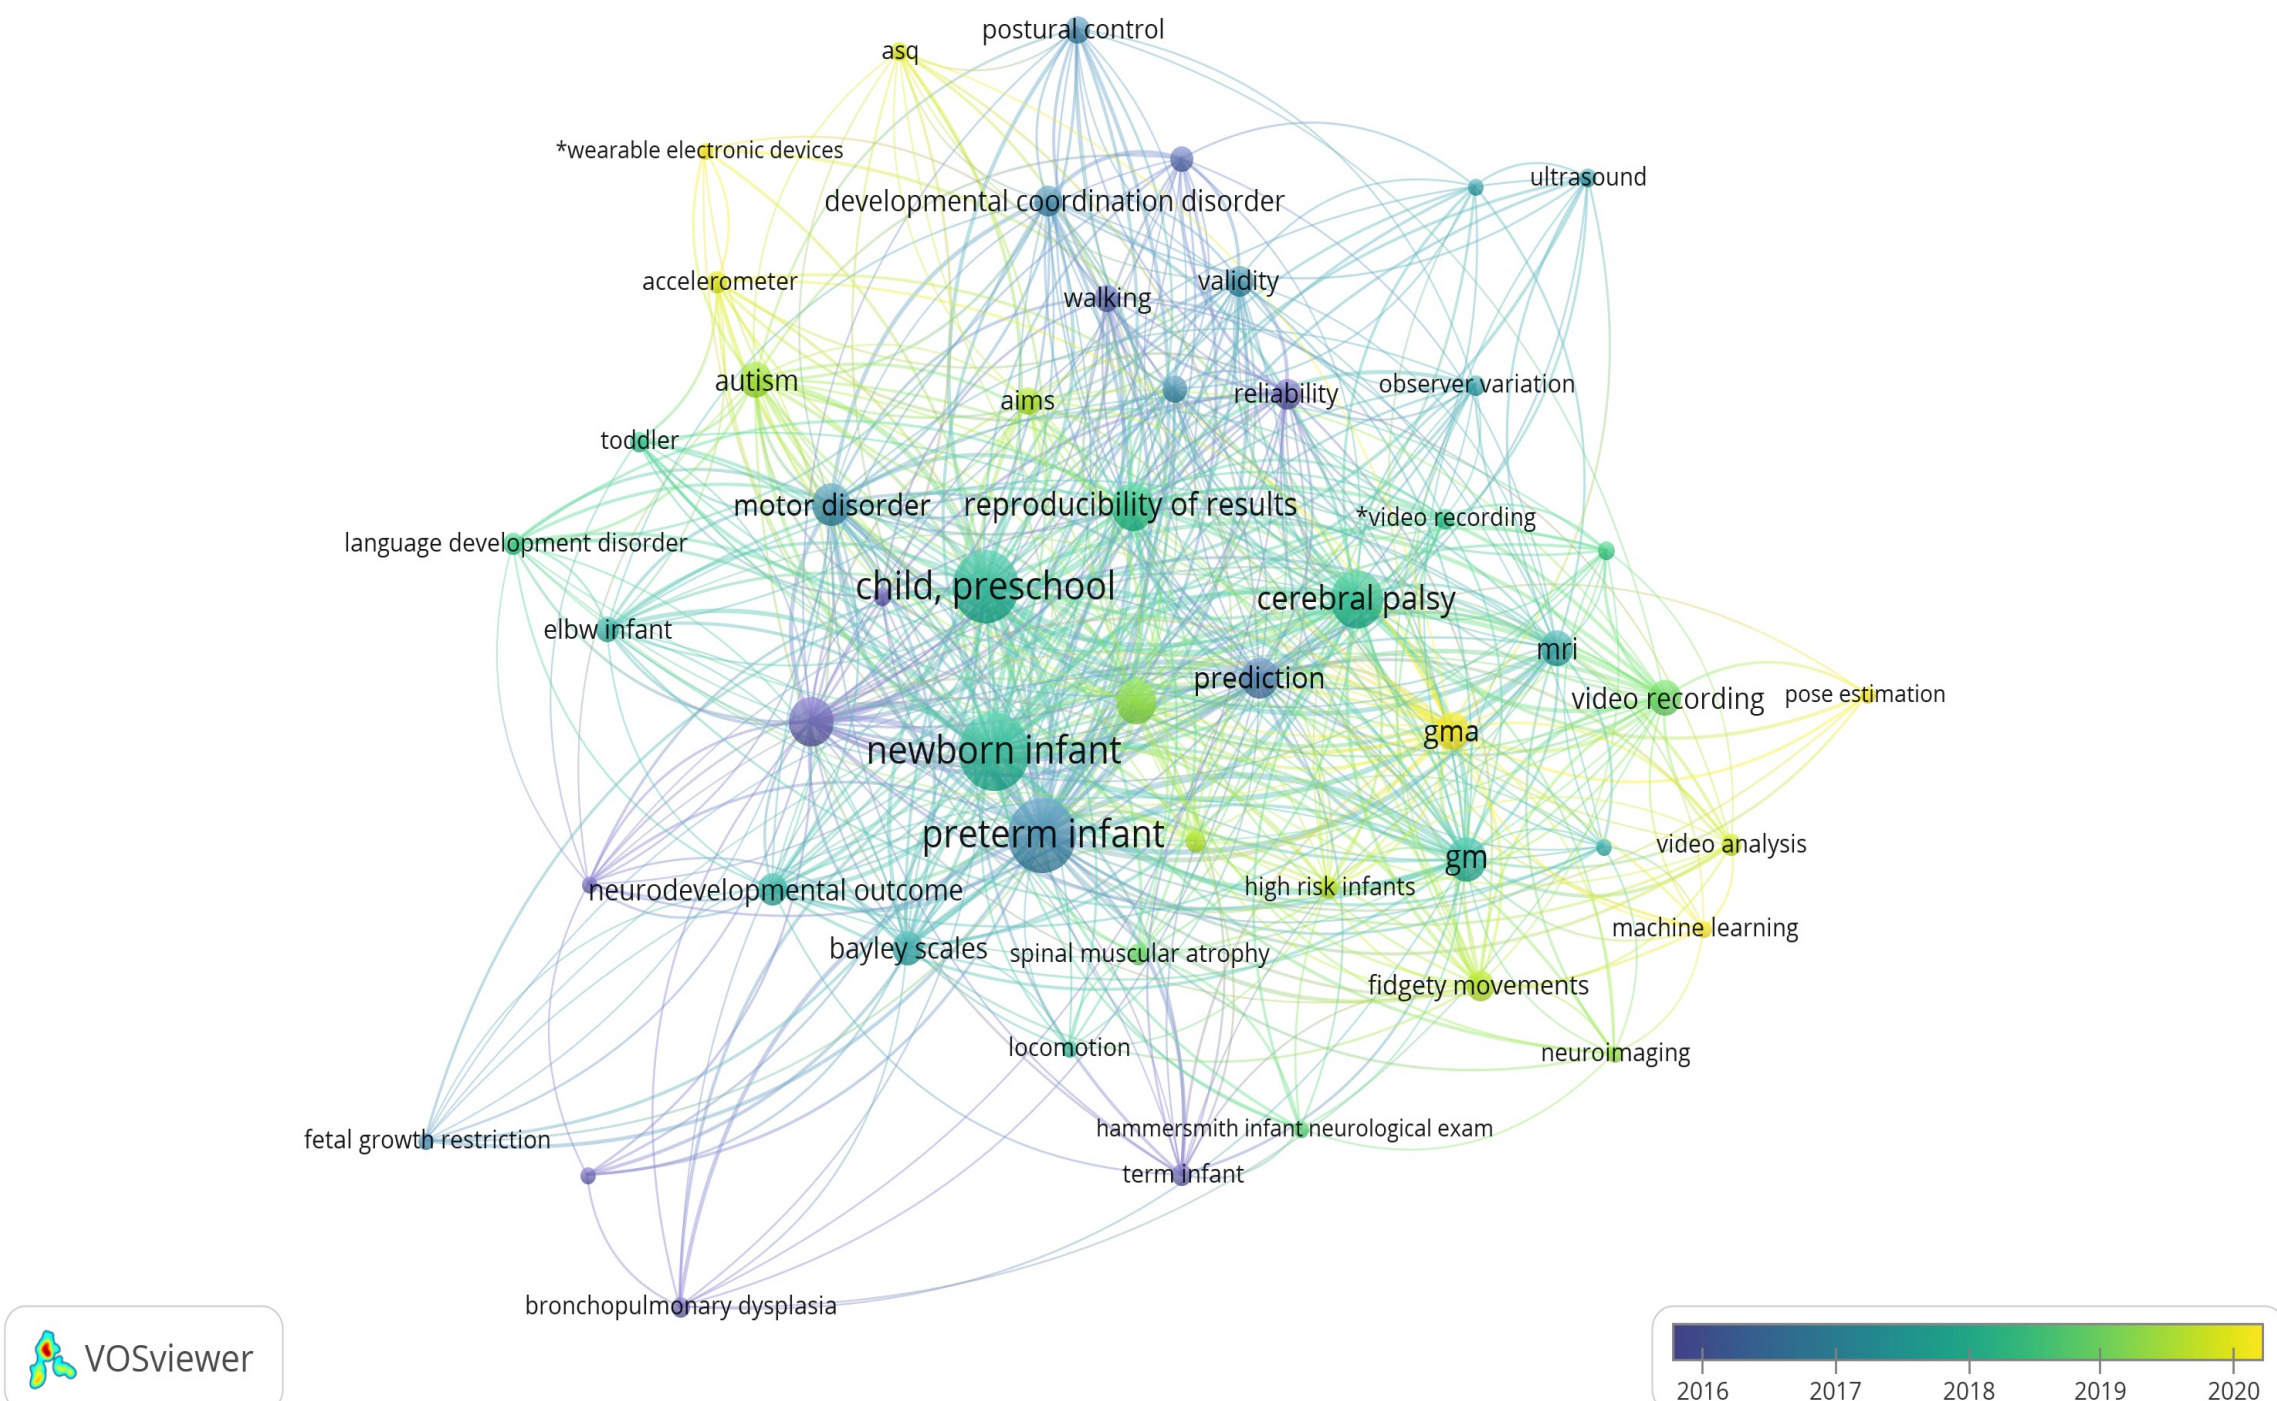 postural control
asq
*wearable electronic devices
ultrasound
developmental coordination disorder
accelerometer
validity
walking
autism
aims
reliability
observer variation
toddler
motor disorder
reproducibility of results
*video recording
language development disorder
child, preschool
cerebral palsy
elbw infant
mri
prediction
video recording
pose estimation
gma
newborn infant
preterm infant
video analysis
gm
high risk infants
neurodevelopmental outcome
machine learning
bayley scales
spinal muscular atrophy
fidgety movements
locomotion
neuroimaging
hammersmith infant neurological exam
fetal growth restriction
term infant
bronchopulmonary dysplasia
VOSviewer
2016 2017 2018 2019 2020